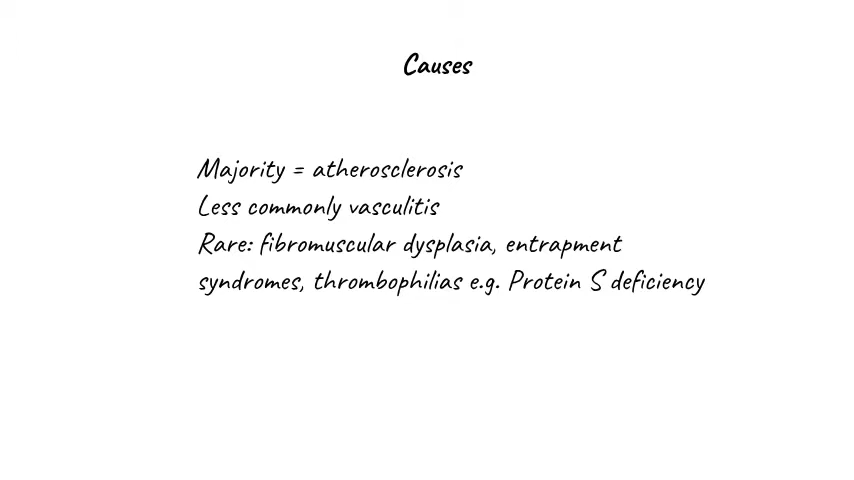 Causes
Majority = atherosclerosis
Less commonly vasculitis
Rare: fibromuscular dysplasia, entrapment
syndromes, thrombophilias e.g. Protein S deficiency